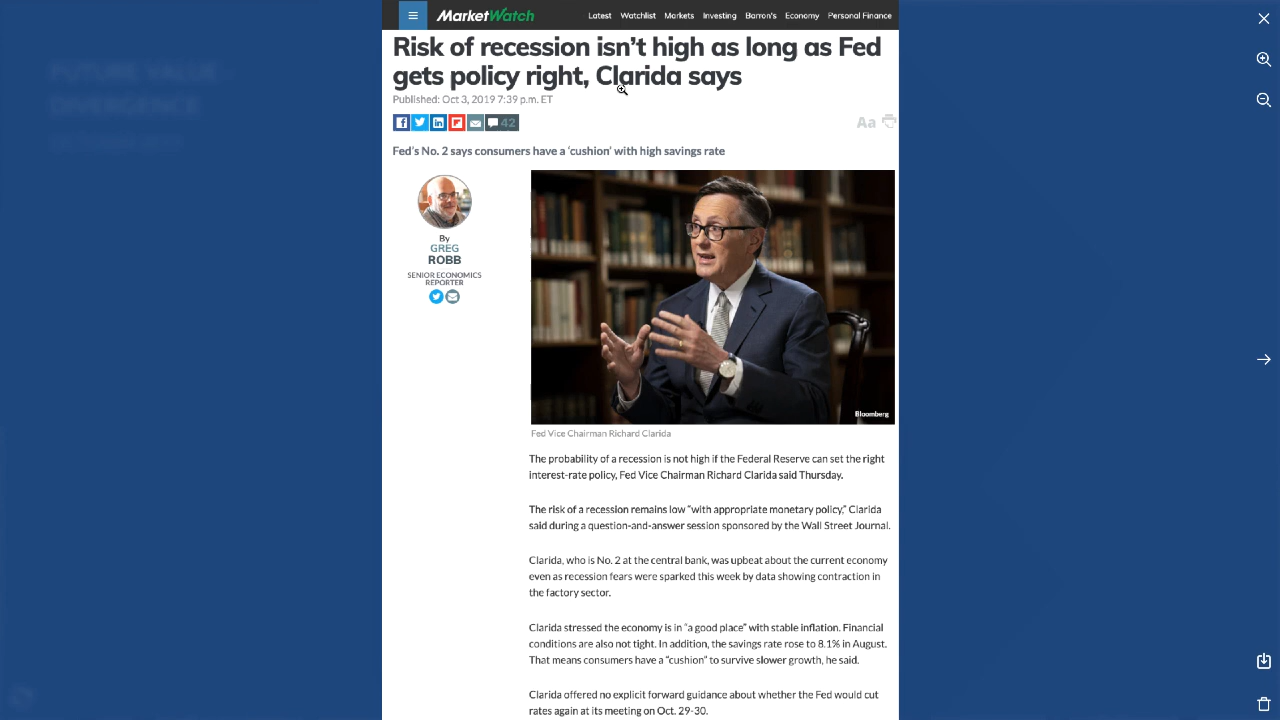 FUTURE VALUE -
DIVERGENCE
MarketWatch
Latest Watchlist Markets Investing Barron's Economy Personal Finance
Risk of recession isn’t high as long as Fed
gets policy right, Clarida says
Published: Oct 3, 2019 7:39 p.m. ET
42
Aa
Fed’s No. 2 says consumers have a ‘cushion’ with high savings rate
By
GREG
ROBB
SENIOR ECONOMICS
REPORTER
Bloomberg
Fed Vice Chairman Richard Clarida
The probability of a recession is not high if the Federal Reserve can set the right
interest-rate policy, Fed Vice Chairman Richard Clarida said Thursday.
The risk of a recession remains low “with appropriate monetary policy,” Clarida
said during a question-and-answer session sponsored by the Wall Street Journal.
Clarida, who is No. 2 at the central bank, was upbeat about the current economy
even as recession fears were sparked this week by data showing contraction in
the factory sector.
Clarida stressed the economy is in “a good place” with stable inflation. Financial
conditions are also not tight. In addition, the savings rate rose to 8.1% in August.
That means consumers have a “cushion” to survive slower growth, he said.
Clarida offered no explicit forward guidance about whether the Fed would cut
rates again at its meeting on Oct. 29-30.